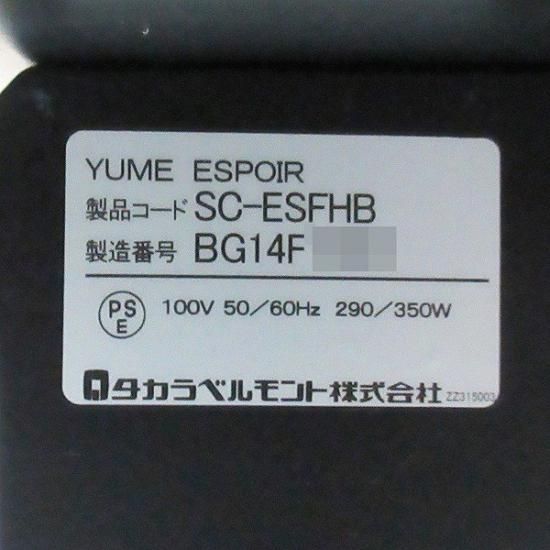 YUME ESPOIR
製品コード SC-ESFHB
製造番号 BG14F
PS
E
100V 50/60Hz 290/350W
タカラベルモント株式会社 ZZ315003